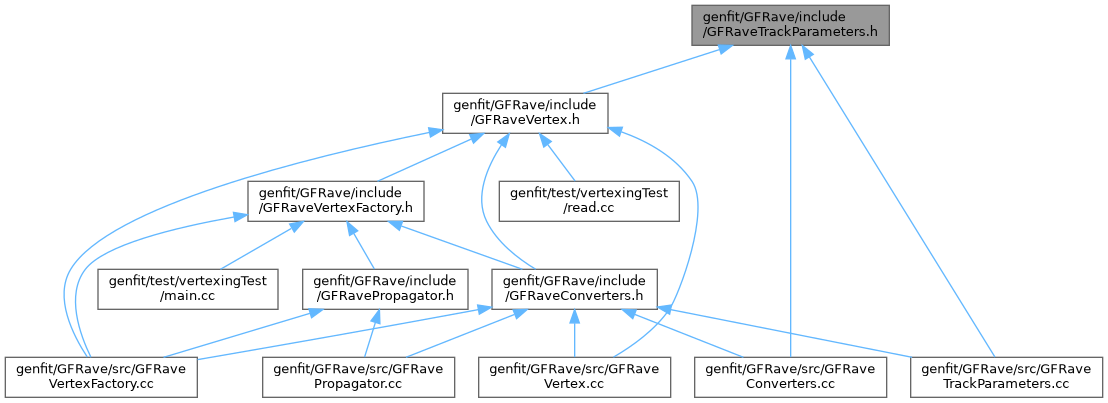 genfit/GFRave/include
/GFRaveTrackParameters.h
genfit/GFRave/include
/GFRaveVertex.h
genfit/GFRave/include
/GFRaveVertexFactory.h
genfit/test/vertexingTest
/read.cc
genfit/test/vertexingTest
/main.cc
genfit/GFRave/include
/GFRavePropagator.h
genfit/GFRave/include
/GFRaveConverters.h
genfit/GFRave/src/GFRave
VertexFactory.cc
genfit/GFRave/src/GFRave
Propagator.cc
genfit/GFRave/src/GFRave
Vertex.cc
genfit/GFRave/src/GFRave
Converters.cc
genfit/GFRave/src/GFRave
TrackParameters.cc